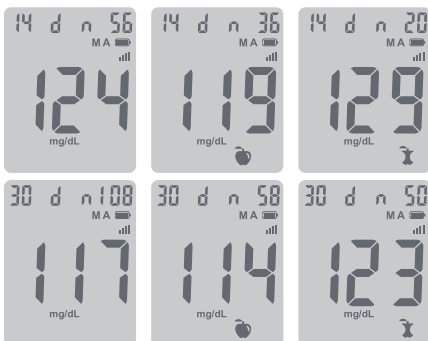 14 d n 56
MA
124
mg/dL
14 d n 36
MA
119
mg/dL
14 d n 20
MA
129
mg/dL
30 d n108
MA
117
mg/dL
30 d n 58
MA
114
mg/dL
30 d n 50
MA
123
mg/dL